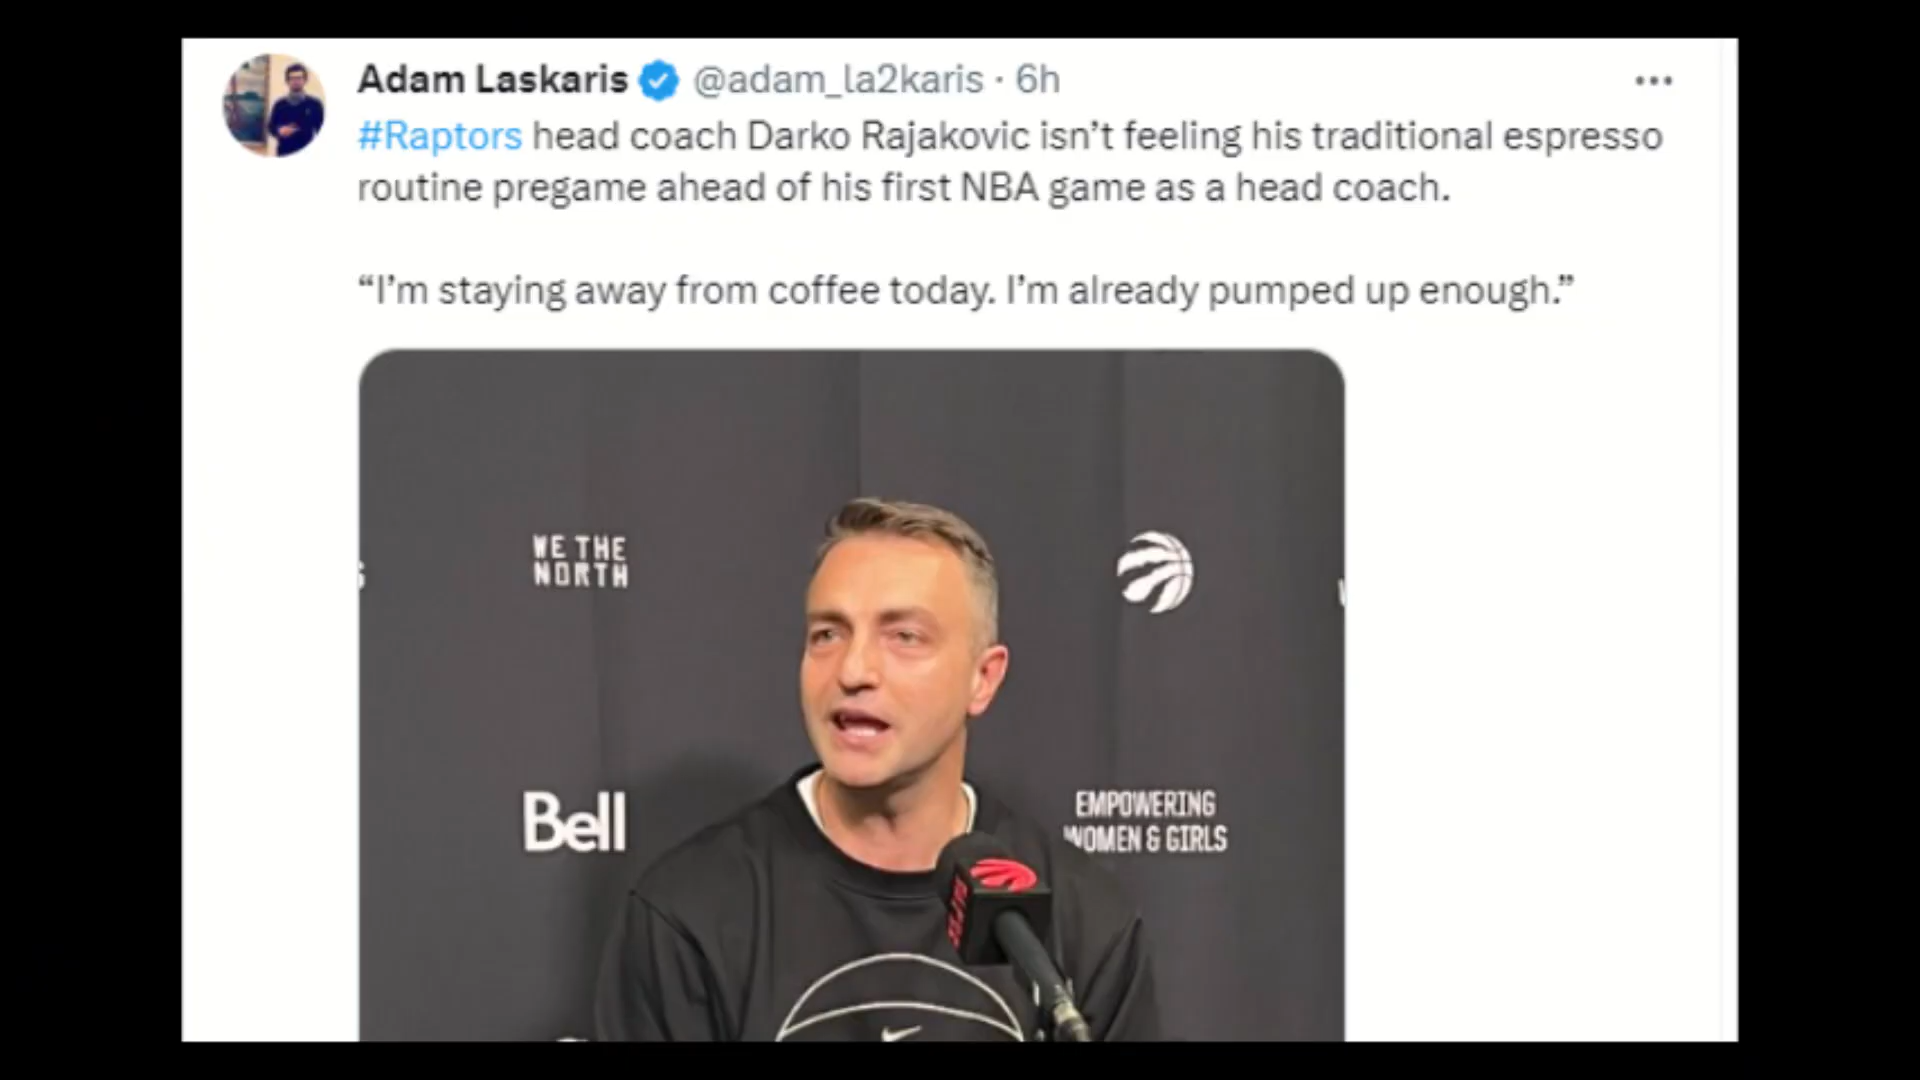 Adam Laskaris @adam_la2karis · 6h
#Raptors head coach Darko Rajakovic isn’t feeling his traditional espresso
routine pregame ahead of his first NBA game as a head coach.
“I’m staying away from coffee today. I’m already pumped up enough.”
WE THE
NORTH
Bell
EMPOWERING
WOMEN & GIRLS